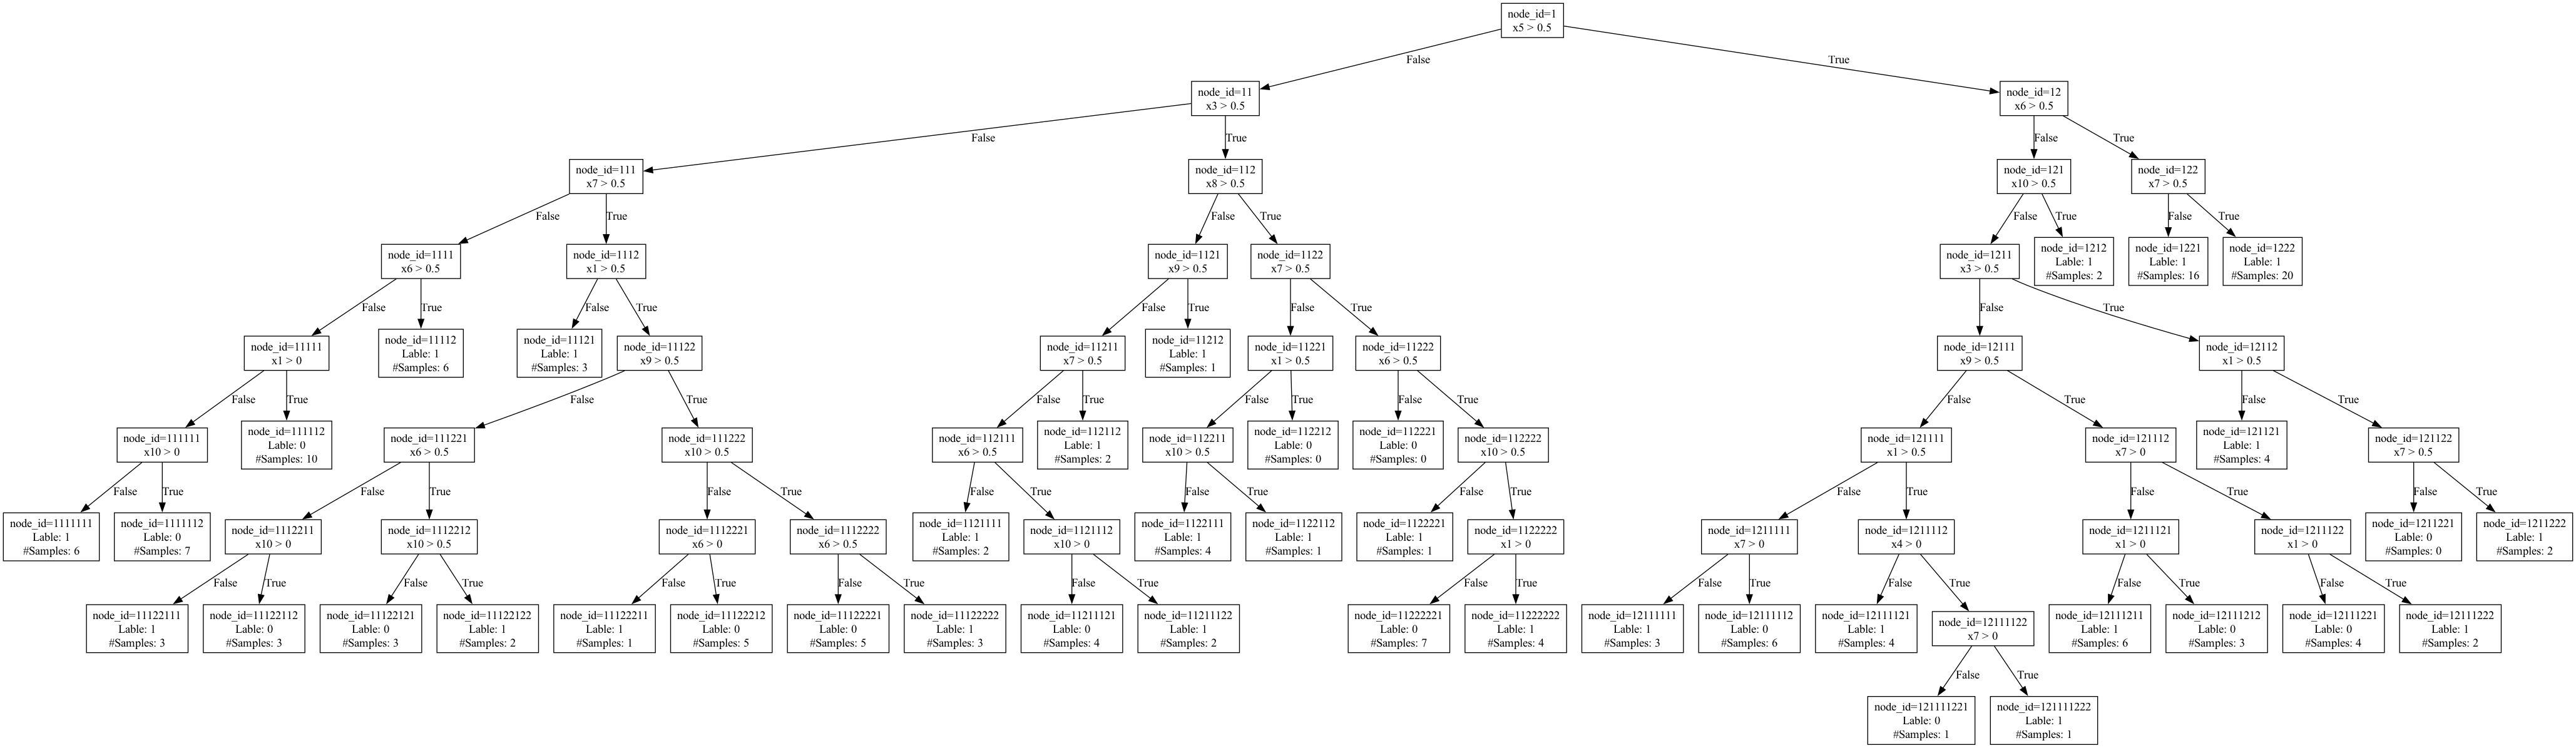 node_id=1
x5 > 0.5
False
True
node_id=11
x3 > 0.5
node_id=12
x6 > 0.5
False
True
False
True
node_id=111
x7 > 0.5
node_id=112
x8 > 0.5
node_id=121
x10 > 0.5
node_id=122
x7 > 0.5
False
True
False
True
False
True
False
True
node_id=1111
x6 > 0.5
node_id=1112
x1 > 0.5
node_id=1121
x9 > 0.5
node_id=1122
x7 > 0.5
node_id=1211
x3 > 0.5
node_id=1212
Lable: 1
#Samples: 2
node_id=1221
Lable: 1
#Samples: 16
node_id=1222
Lable: 1
#Samples: 20
False
True
False
True
False
True
False
True
False
True
node_id=11111
x1 > 0
node_id=11112
Lable: 1
#Samples: 6
node_id=11121
Lable: 1
#Samples: 3
node_id=11122
x9 > 0.5
node_id=11211
x7 > 0.5
node_id=11212
Lable: 1
#Samples: 1
node_id=11221
x1 > 0.5
node_id=11222
x6 > 0.5
node_id=12111
x9 > 0.5
node_id=12112
x1 > 0.5
False
True
False
True
False
True
False
True
False
True
False
True
False
True
node_id=111111
x10 > 0
node_id=111112
Lable: 0
#Samples: 10
node_id=111221
x6 > 0.5
node_id=111222
x10 > 0.5
node_id=112111
x6 > 0.5
node_id=112112
Lable: 1
#Samples: 2
node_id=112211
x10 > 0.5
node_id=112212
Lable: 0
#Samples: 0
node_id=112221
Lable: 0
#Samples: 0
node_id=112222
x10 > 0.5
node_id=121111
x1 > 0.5
node_id=121112
x7 > 0
node_id=121121
Lable: 1
#Samples: 4
node_id=121122
x7 > 0.5
False
True
False
True
False
True
False
True
False
True
False
True
False
True
False
True
False
True
node_id=1111111
Lable: 1
#Samples: 6
node_id=1111112
Lable: 0
#Samples: 7
node_id=1112211
x10 > 0
node_id=1112212
x10 > 0.5
node_id=1112221
x6 > 0
node_id=1112222
x6 > 0.5
node_id=1121111
Lable: 1
#Samples: 2
node_id=1121112
x10 > 0
node_id=1122111
Lable: 1
#Samples: 4
node_id=1122112
Lable: 1
#Samples: 1
node_id=1122221
Lable: 1
#Samples: 1
node_id=1122222
x1 > 0
node_id=1211111
x7 > 0
node_id=1211112
x4 > 0
node_id=1211121
x1 > 0
node_id=1211122
x1 > 0
node_id=1211221
Lable: 0
#Samples: 0
node_id=1211222
Lable: 1
#Samples: 2
False
True
False
True
False
True
False
True
False
True
False
True
False
True
False
True
False
True
False
True
node_id=11122111
Lable: 1
#Samples: 3
node_id=11122112
Lable: 0
#Samples: 3
node_id=11122121
Lable: 0
#Samples: 3
node_id=11122122
Lable: 1
#Samples: 2
node_id=11122211
Lable: 1
#Samples: 1
node_id=11122212
Lable: 0
#Samples: 5
node_id=11122221
Lable: 0
#Samples: 5
node_id=11122222
Lable: 1
#Samples: 3
node_id=11211121
Lable: 0
#Samples: 4
node_id=11211122
Lable: 1
#Samples: 2
node_id=11222221
Lable: 0
#Samples: 7
node_id=11222222
Lable: 1
#Samples: 4
node_id=12111111
Lable: 1
#Samples: 3
node_id=12111112
Lable: 0
#Samples: 6
node_id=12111121
Lable: 1
#Samples: 4
node_id=12111122
x7 > 0
node_id=12111211
Lable: 1
#Samples: 6
node_id=12111212
Lable: 0
#Samples: 3
node_id=12111221
Lable: 0
#Samples: 4
node_id=12111222
Lable: 1
#Samples: 2
False
True
node_id=121111221
Lable: 0
#Samples: 1
node_id=121111222
Lable: 1
#Samples: 1